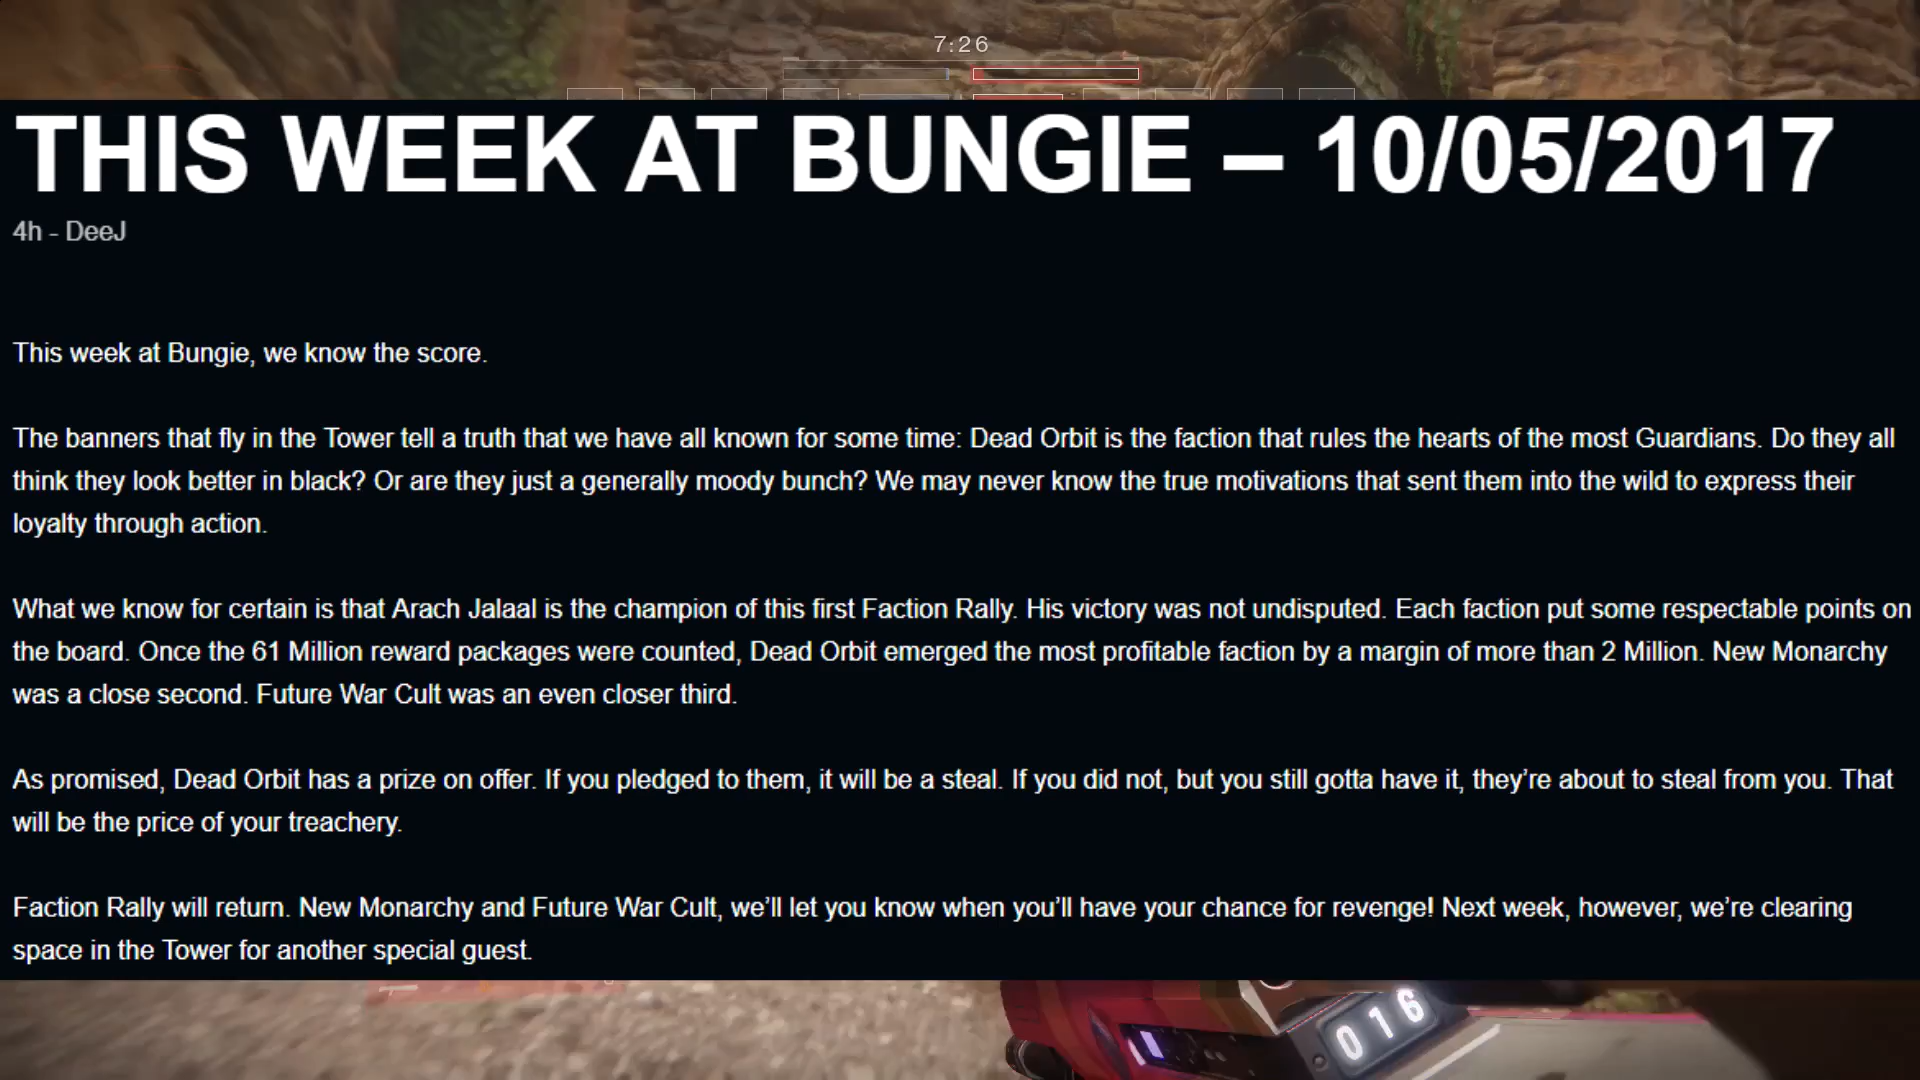 7:26
THIS WEEK AT BUNGIE – 10/05/2017
4h - DeeJ
This week at Bungie, we know the score.
The banners that fly in the Tower tell a truth that we have all known for some time: Dead Orbit is the faction that rules the hearts of the most Guardians. Do they all
think they look better in black? Or are they just a generally moody bunch? We may never know the true motivations that sent them into the wild to express their
loyalty through action.
What we know for certain is that Arach Jalaal is the champion of this first Faction Rally. His victory was not undisputed. Each faction put some respectable points on
the board. Once the 61 Million reward packages were counted, Dead Orbit emerged the most profitable faction by a margin of more than 2 Million. New Monarchy
was a close second. Future War Cult was an even closer third.
As promised, Dead Orbit has a prize on offer. If you pledged to them, it will be a steal. If you did not, but you still gotta have it, they’re about to steal from you. That
will be the price of your treachery.
Faction Rally will return. New Monarchy and Future War Cult, we’ll let you know when you’ll have your chance for revenge! Next week, however, we’re clearing
space in the Tower for another special guest.
016